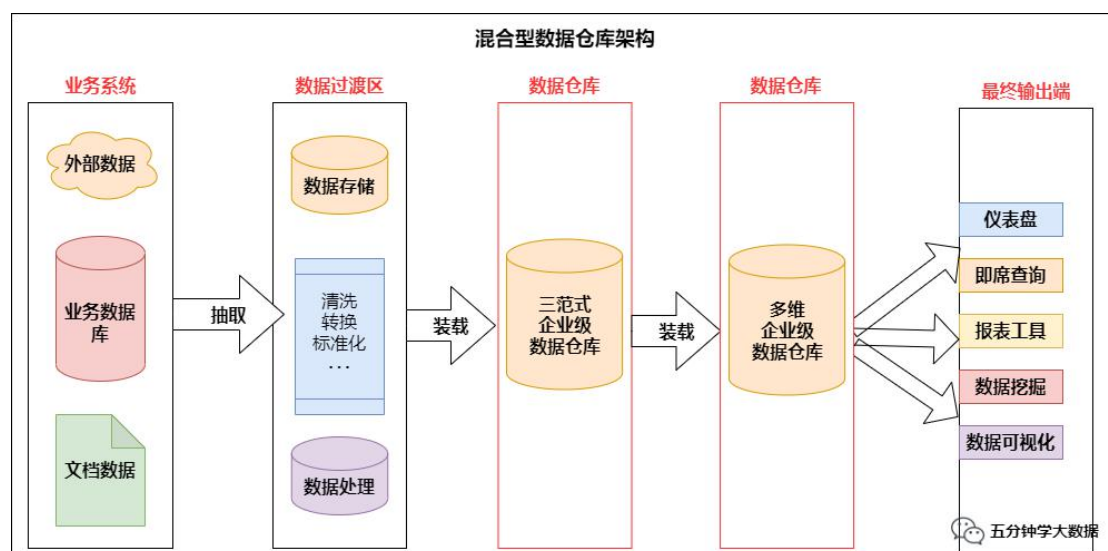 混合型数据仓库架构
业务系统
外部数据
业务数据
库
文档数据
抽取
数据过渡区
数据存储
清洗
转换
标准化
...
数据处理
装载
数据仓库
三范式
企业级
数据仓库
装载
数据仓库
多维
企业级
数据仓库
最终输出端
仪表盘
即席查询
报表工具
数据挖掘
数据可视化
五分钟学大数据